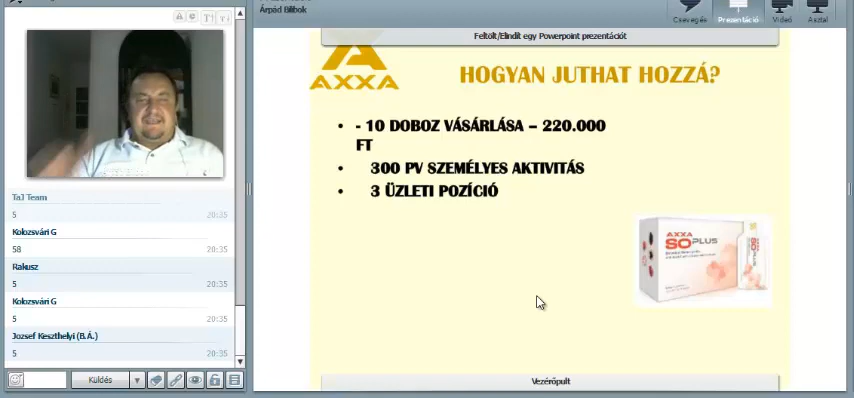 Árpád Bilibok
Csevegés
Prezentáció
Videó
Asztal
Feltölt/Elindít egy Powerpoint prezentációt
AXXA
HOGYAN JUTHAT HOZZÁ?
• - 10 DOBOZ VÁSÁRLÁSA – 220.000
FT
• 300 PV SZEMÉLYES AKTIVITÁS
• 3 ÜZLETI POZÍCIÓ
AXXA
SO PLUS
TaJ Team
5 20:35
Kolozsvári G
58 20:35
Rakusz
5 20:35
Kolozsvári G
5 20:35
Jozsef Keszthelyi (B.Á.)
5 20:35
Küldés
Vezérlőpult